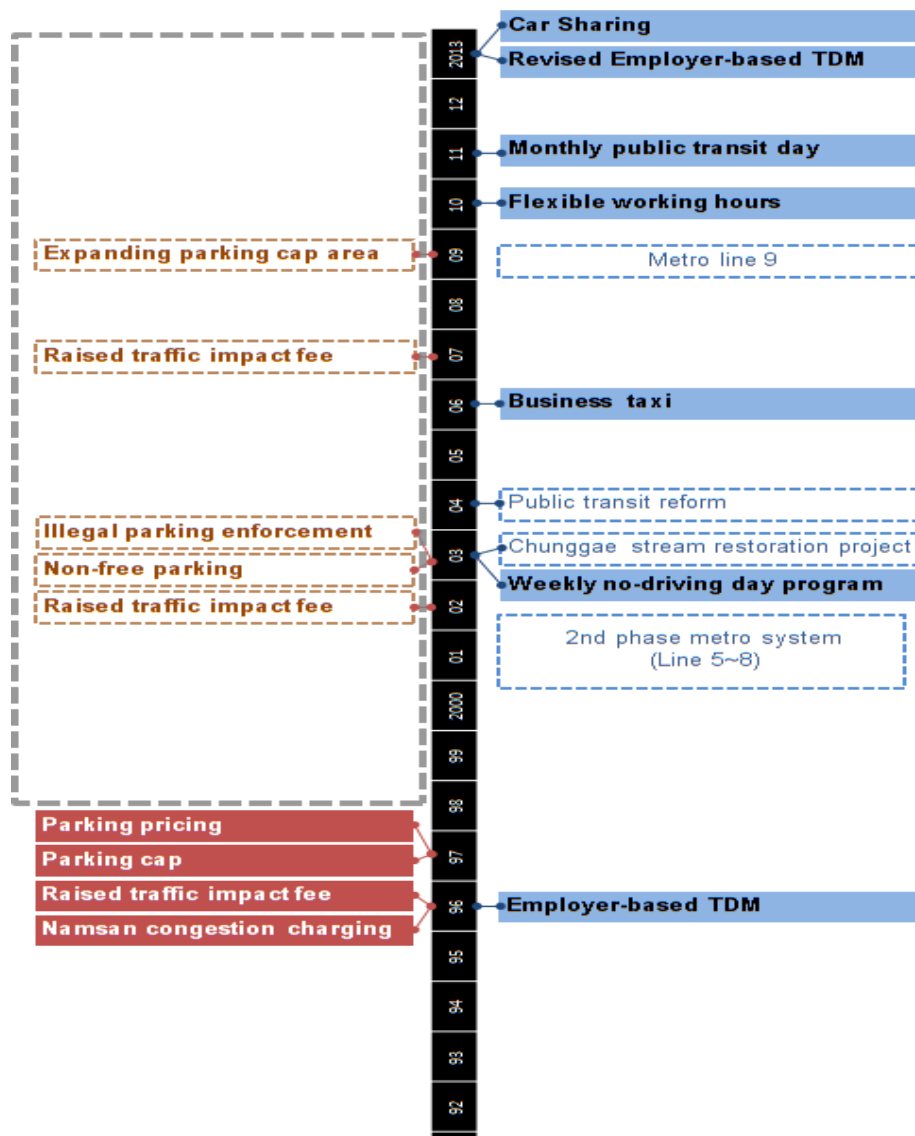 Car Sharing
2013
Revised Employer-based TDM
12
11
Monthly public transit day
10
Flexible working hours
Expanding parking cap area
09
Metro line 9
08
Raised traffic impact fee
07
06
Business taxi
05
04
Public transit reform
Illegal parking enforcement
03
Chunggae stream restoration project
Non-free parking
Weekly no-driving day program
Raised traffic impact fee
02
2nd phase metro system
(Line 5~8)
01
2000
99
98
Parking pricing
97
Parking cap
Raised traffic impact fee
96
Employer-based TDM
Namsan congestion charging
95
94
93
92